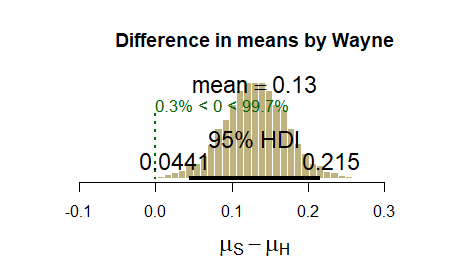 Difference in means by Wayne
mean = 0.13
0.3% < 0 < 99.7%
95% HDI
0.0441 0.215
-0.1 0.0 0.1 0.2 0.3
μS − μH